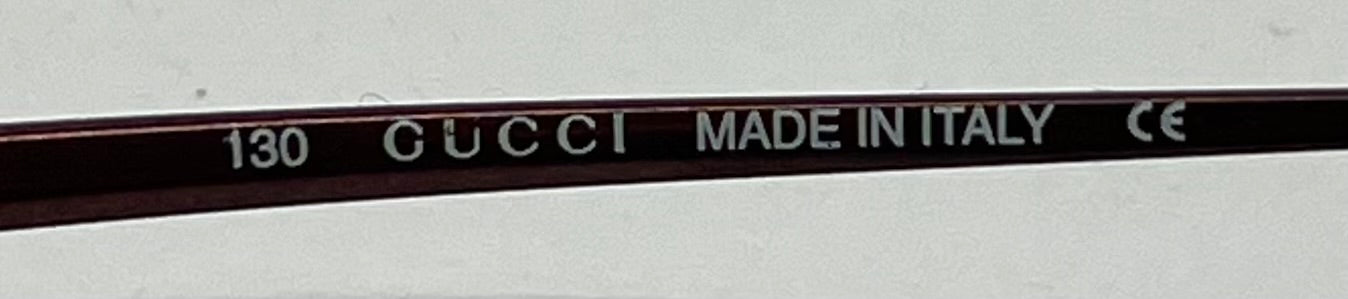 130 GUCCI MADE IN ITALY CE